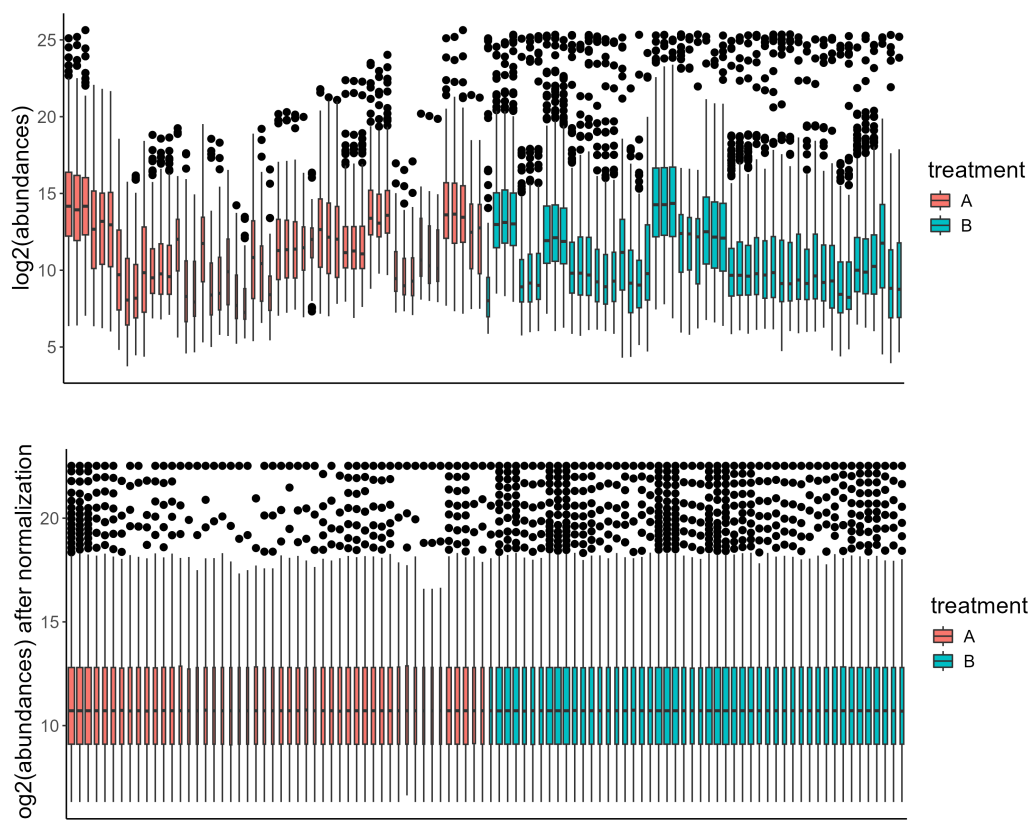 log2(abundances)
25
20
15
10
5
treatment
A
B
og2(abundances) after normalization
20
15
10
treatment
A
B